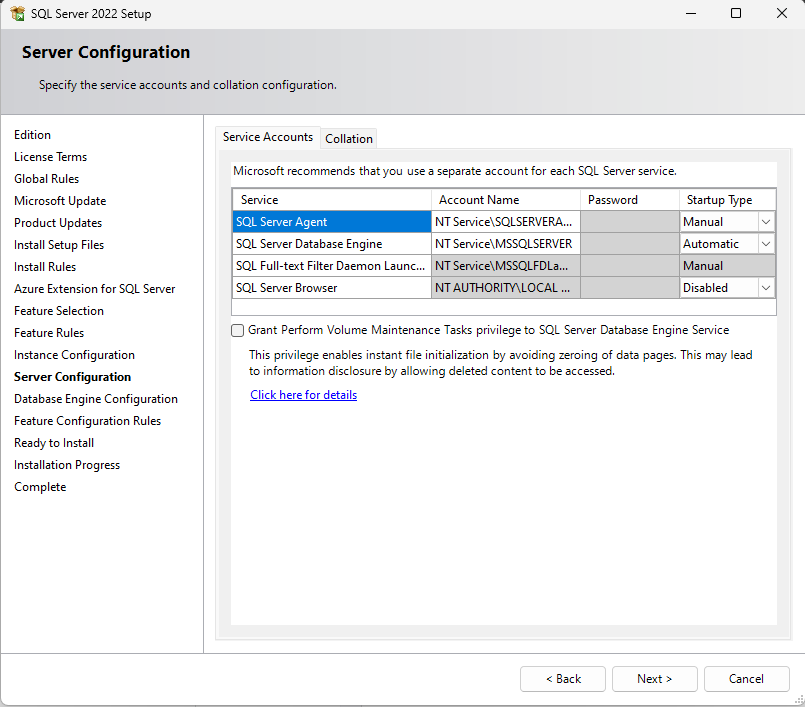 SQL Server 2022 Setup
Server Configuration
Specify the service accounts and collation configuration.
Edition
License Terms
Global Rules
Microsoft Update
Product Updates
Install Setup Files
Install Rules
Azure Extension for SQL Server
Feature Selection
Feature Rules
Instance Configuration
Server Configuration
Database Engine Configuration
Feature Configuration Rules
Ready to Install
Installation Progress
Complete
Service Accounts Collation
Microsoft recommends that you use a separate account for each SQL Server service.
Service Account Name Password Startup Type
SQL Server Agent NT Service\SQLSERVERA... Manual
SQL Server Database Engine NT Service\MSSQLSERVER Automatic
SQL Full-text Filter Daemon Launc... NT Service\MSSQLFDLa... Manual
SQL Server Browser NT AUTHORITY\LOCAL ... Disabled
Grant Perform Volume Maintenance Tasks privilege to SQL Server Database Engine Service
This privilege enables instant file initialization by avoiding zeroing of data pages. This may lead
to information disclosure by allowing deleted content to be accessed.
Click here for details
< Back Next > Cancel